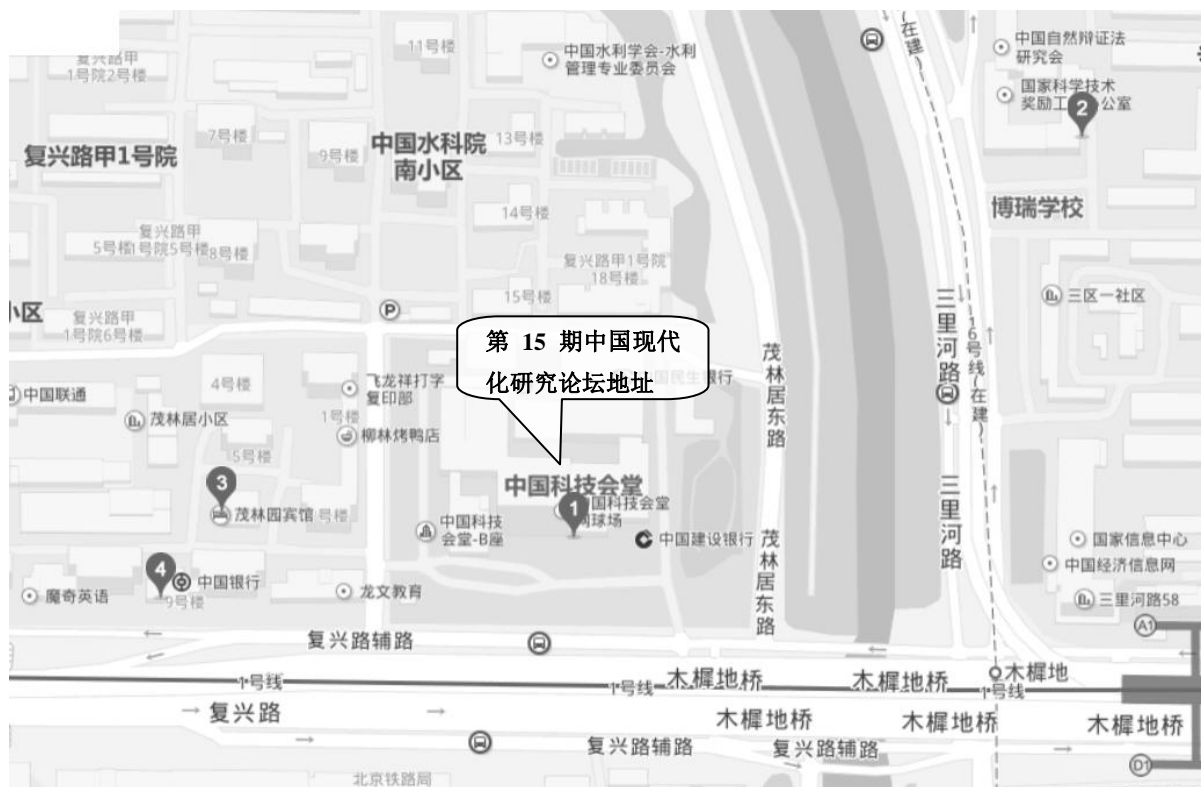 复兴路甲
1号院2号楼
11号楼
中国水利学会-水利
管理专业委员会
(在建)
中国自然辩证法
研究会
国家科学技术
奖励工
公室
2
7号楼
9号楼
13号楼
复兴路甲1号院
中国水科院
南小区
博瑞学校
14号楼
复兴路甲
5号楼
1号院5号楼
8号楼
复兴路甲1号院
18号楼
15号楼
三区一社区
三里河路
16号线(在建)
P
小区
复兴路甲
1号院6号楼
第 15 期中国现代
化研究论坛地址
国民生银行
茂林居东路
4号楼
飞龙祥打字
复印部
中国联通
茂林居小区
1号楼
柳林烤鸭店
5号楼
3
茂林园宾馆
号楼
中国科技会堂
国科技会堂
球场
1
中国科技
会堂-B座
中国建设银行
茂林居东路
三里河路
国家信息中心
中国经济信息网
三里河路58
4
中国银行
9号楼
魔奇英语
龙文教育
A1
复兴路辅路
1号线
1号线
木樨地桥
木樨地桥
木樨地
1号线
复兴路
木樨地桥
木樨地桥
木樨地桥
复兴路辅路
复兴路辅路
D1
北京铁路局